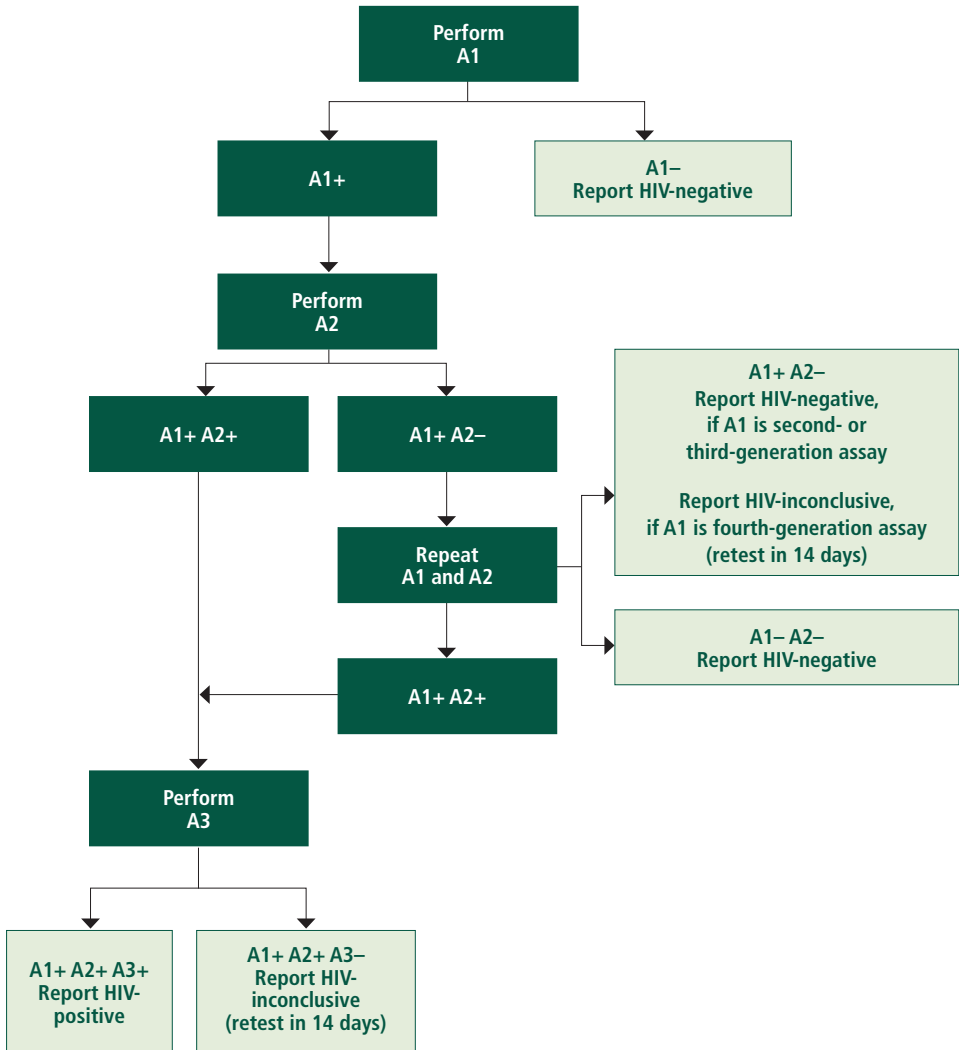 Perform
A1
A1+
A1–
Report HIV-negative
Perform
A2
A1+ A2+
A1+ A2–
A1+ A2–
Report HIV-negative,
if A1 is second- or
third-generation assay
Report HIV-inconclusive,
if A1 is fourth-generation assay
(retest in 14 days)
Repeat
A1 and A2
A1– A2–
Report HIV-negative
A1+ A2+
Perform
A3
A1+ A2+ A3+
Report HIV-
positive
A1+ A2+ A3–
Report HIV-
inconclusive
(retest in 14 days)